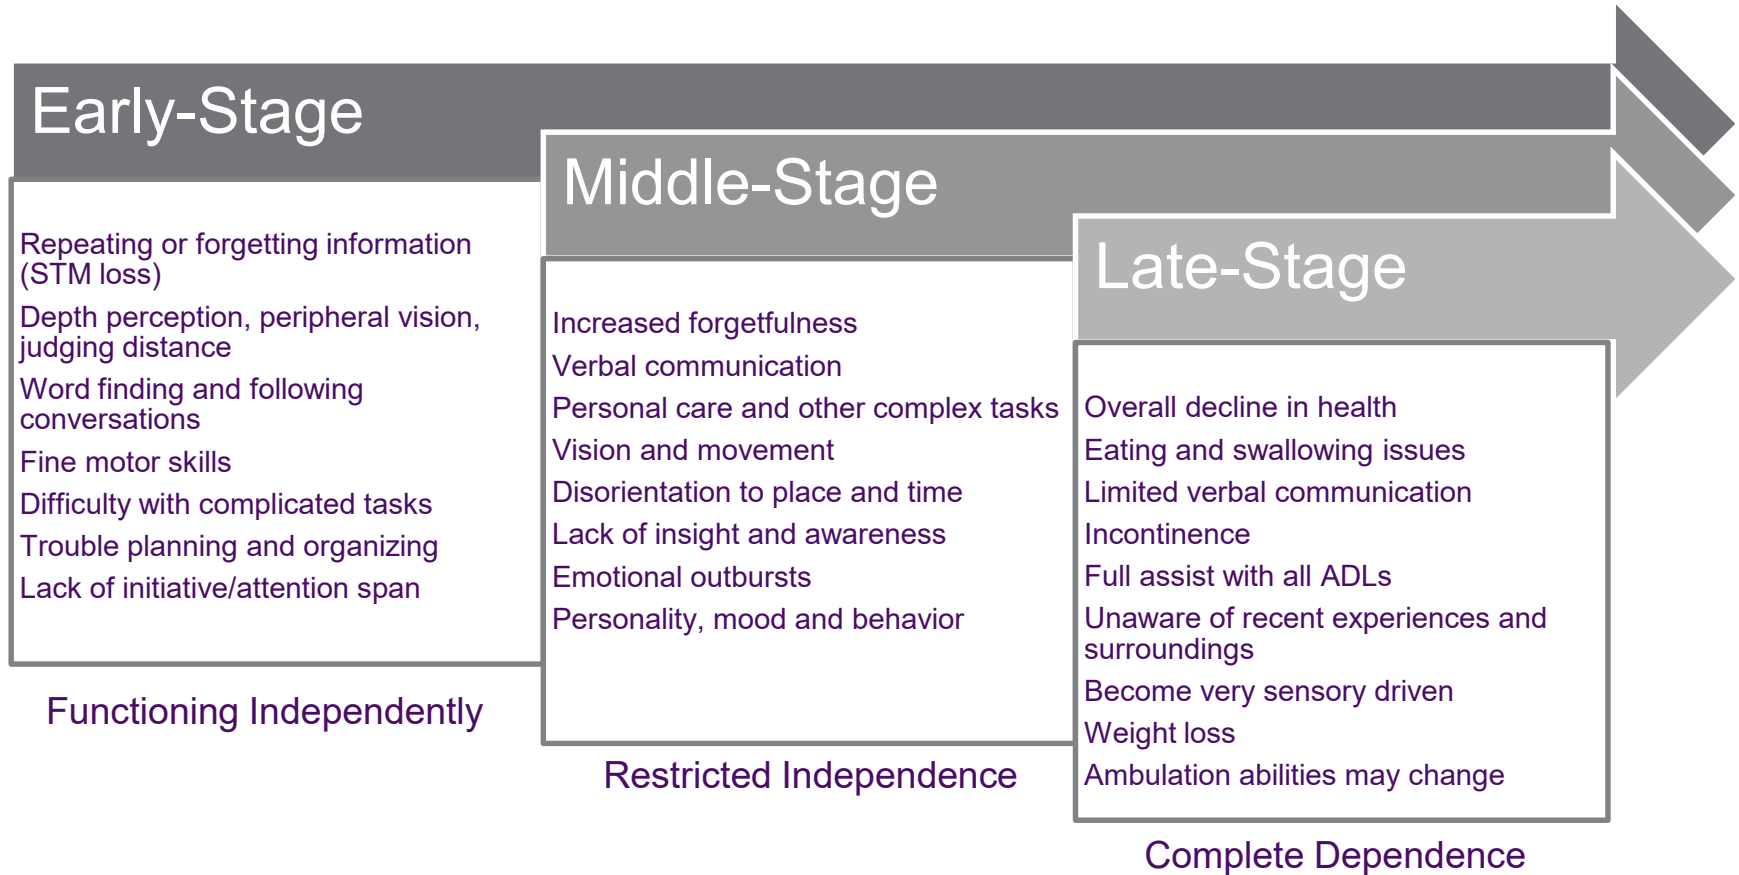 Early-Stage
Repeating or forgetting information
(STM loss)
Depth perception, peripheral vision,
judging distance
Word finding and following
conversations
Fine motor skills
Difficulty with complicated tasks
Trouble planning and organizing
Lack of initiative/attention span
Functioning Independently
Middle-Stage
Increased forgetfulness
Verbal communication
Personal care and other complex tasks
Vision and movement
Disorientation to place and time
Lack of insight and awareness
Emotional outbursts
Personality, mood and behavior
Restricted Independence
Late-Stage
Overall decline in health
Eating and swallowing issues
Limited verbal communication
Incontinence
Full assist with all ADLs
Unaware of recent experiences and
surroundings
Become very sensory driven
Weight loss
Ambulation abilities may change
Complete Dependence